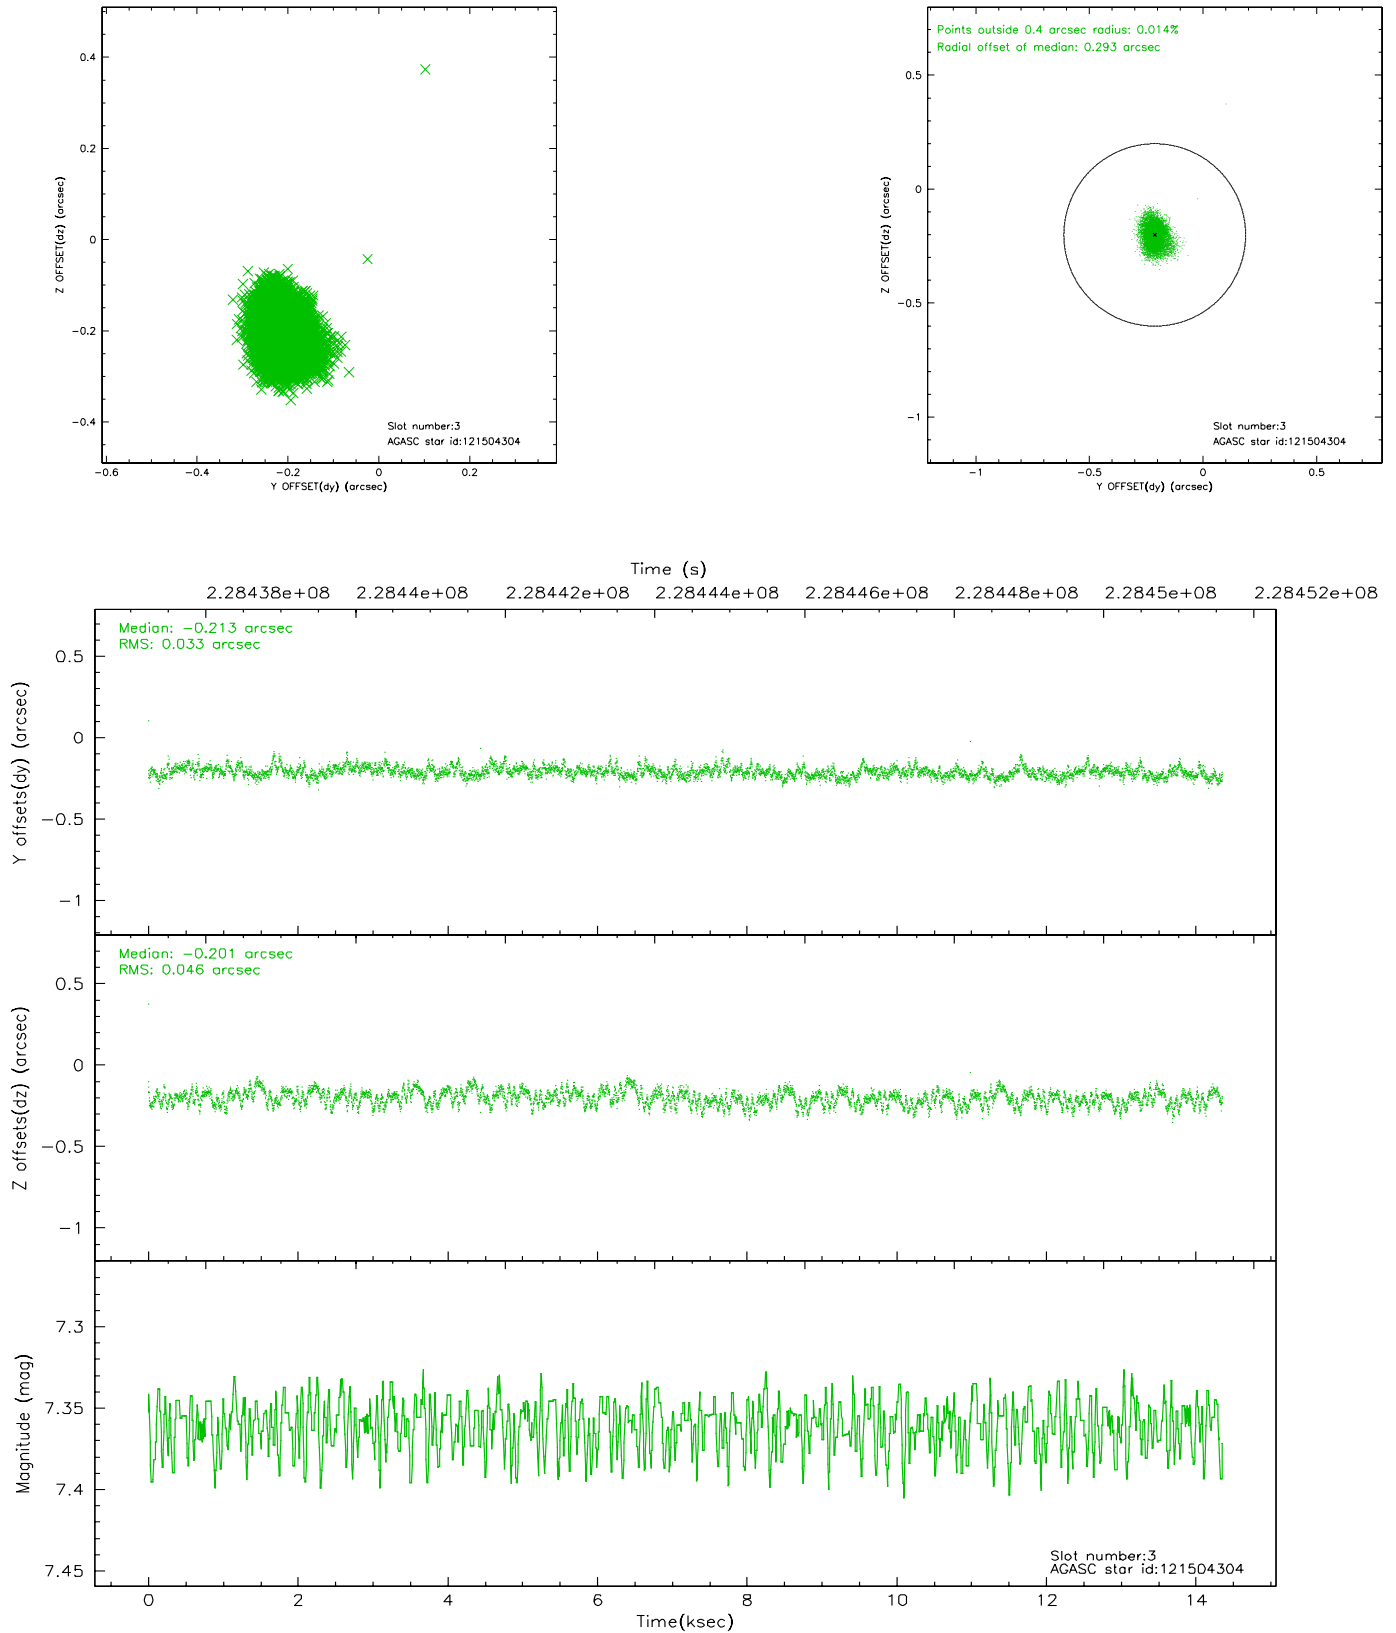 0.4
0.2
0
−0.2
−0.4
Z OFFSET(dz) (arcsec)
Slot number:3
AGASC star id:121504304
−0.6 −0.4 −0.2 0 0.2
Y OFFSET(dy) (arcsec)
Points outside 0.4 arcsec radius: 0.014%
Radial offset of median: 0.293 arcsec
0.5
0
−0.5
−1
Z OFFSET(dz) (arcsec)
Slot number:3
AGASC star id:121504304
−1 −0.5 0 0.5
Y OFFSET(dy) (arcsec)
Time (s)
2.28438e+08 2.2844e+08 2.28442e+08 2.28444e+08 2.28446e+08 2.28448e+08 2.2845e+08 2.28452e+08
Median: −0.213 arcsec
RMS: 0.033 arcsec
0.5
0
−0.5
−1
Y offsets(dy) (arcsec)
Median: −0.201 arcsec
RMS: 0.046 arcsec
0.5
0
−0.5
−1
Z offsets(dz) (arcsec)
7.3
7.35
7.4
7.45
Magnitude (mag)
Slot number:3
AGASC star id:121504304
0 2 4 6 8 10 12 14
Time(ksec)